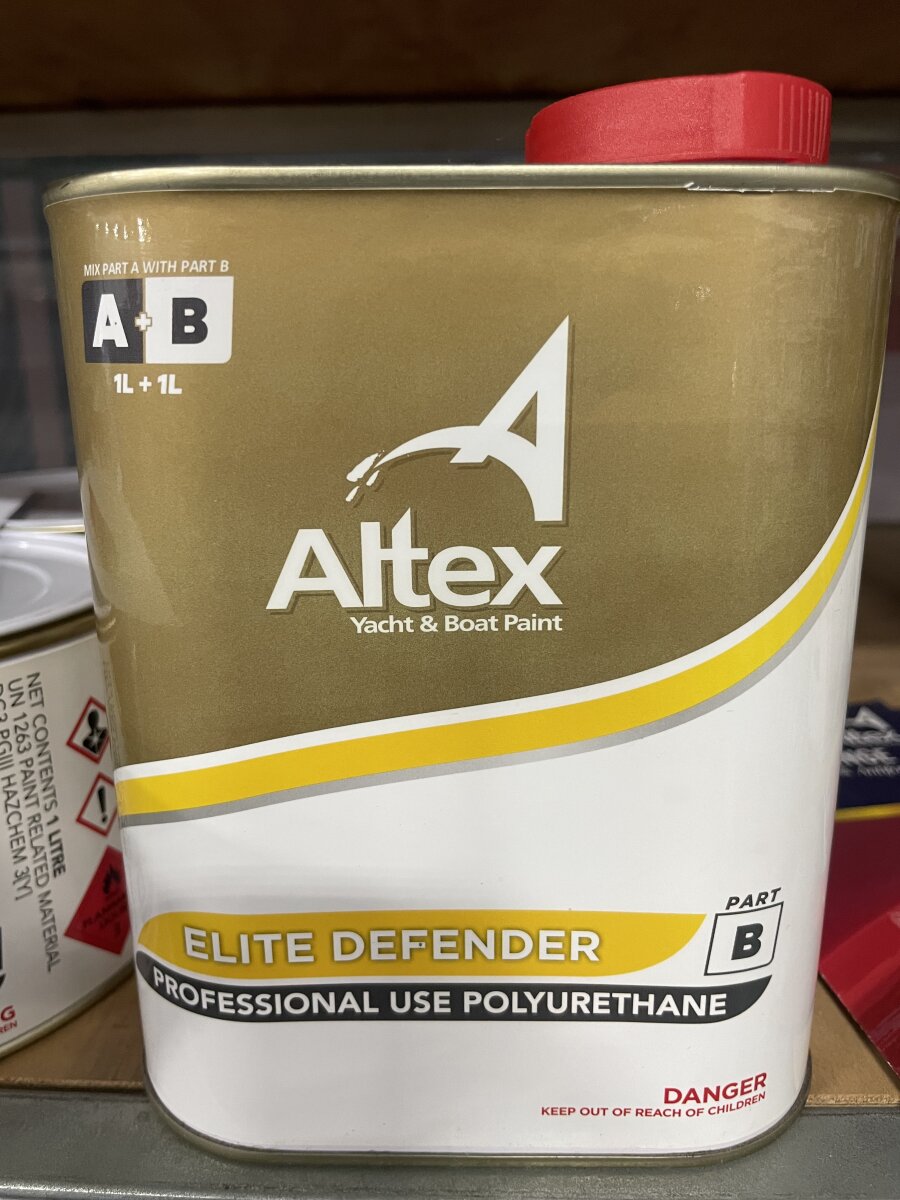 MIX PART A WITH PART B
A + B
1L + 1L
Altex
Yacht & Boat Paint
ELITE DEFENDER
PART
B
PROFESSIONAL USE POLYURETHANE
DANGER
KEEP OUT OF REACH OF CHILDREN
NET CONTENTS 1 LITRE
UN 1263 PAINT RELATED MATERIAL
PGIII HAZCHEM 3[Y]